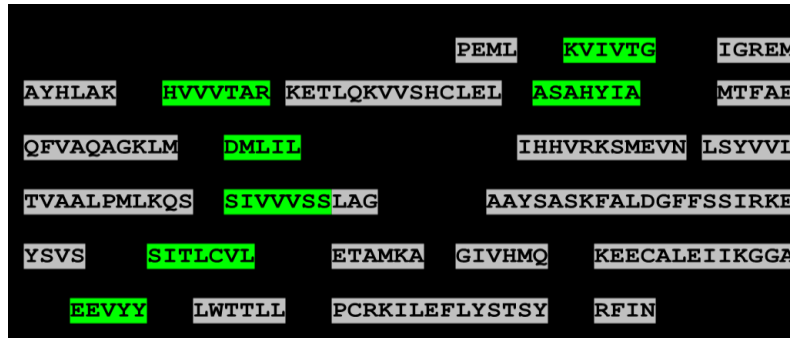 PEML KVIVTG IGREM
AYHLAK HVVVTAR KETLQKVVSHCLEL ASAHYIA MTFAE
QFVAQAGKLM DMLIL IHHVRKSMEVN LSYVVL
TVAALPMLKQS SIVVVSSLAG AAYSASKFALDGFFSSIRKE
YSVS SITLCVL ETAMKA GIVHMQ KEECALEIIKGGA
EEVYY LWTTLL PCRKILEFLYSTSY RFIN